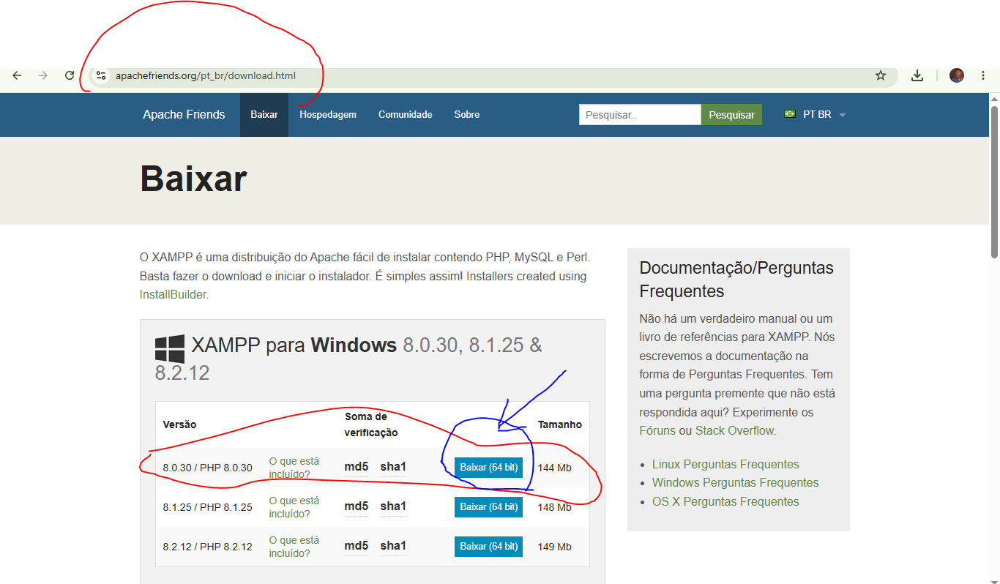 apachefriends.org/pt_br/download.html
Apache Friends Baixar Hospedagem Comunidade Sobre Pesquisar.. Pesquisar PT BR
Baixar
O XAMPP é uma distribuição do Apache fácil de instalar contendo PHP, MySQL e Perl.
Basta fazer o download e iniciar o instalador. É simples assim! Installers created using
InstallBuilder.
XAMPP para Windows 8.0.30, 8.1.25 &
8.2.12
Versão Soma de
verificação Tamanho
8.0.30 / PHP 8.0.30 O que está
incluído? md5 sha1 Baixar (64 bit) 144 Mb
8.1.25 / PHP 8.1.25 O que está
incluído? md5 sha1 Baixar (64 bit) 148 Mb
8.2.12 / PHP 8.2.12 O que está
incluído? md5 sha1 Baixar (64 bit) 149 Mb
Documentação/Perguntas
Frequentes
Não há um verdadeiro manual ou um
livro de referências para XAMPP. Nós
escrevemos a documentação na
forma de Perguntas Frequentes. Tem
uma pergunta premente que não está
respondida aqui? Experimente os
Fóruns ou Stack Overflow.
Linux Perguntas Frequentes
Windows Perguntas Frequentes
OS X Perguntas Frequentes